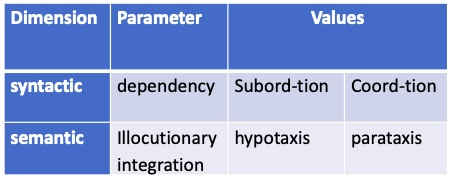 Dimension Parameter Values
syntactic dependency Subord-tion Coord-tion
semantic Illocutionary hypotaxis parataxis
integration